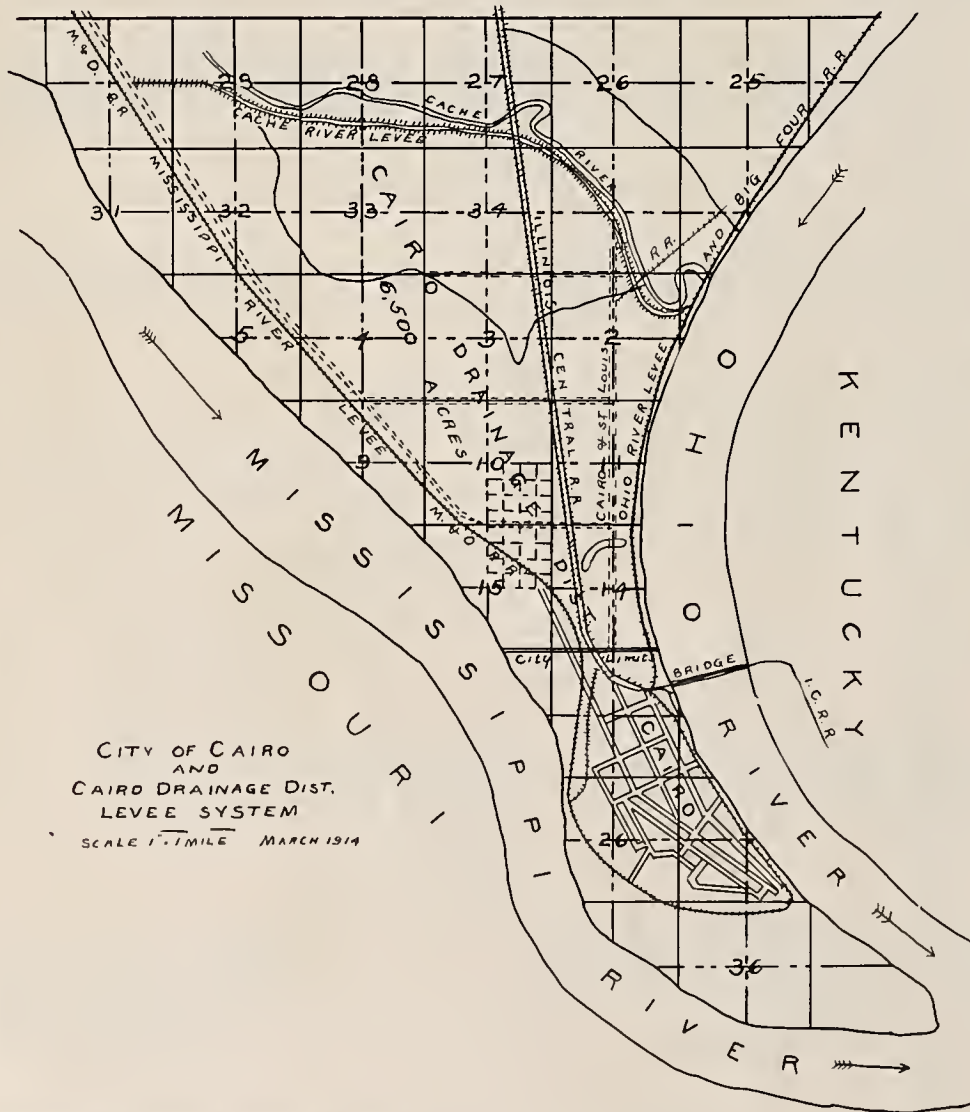 M. & O. R.R
29
28
27
26
25
CACHE RIVER
CACHE RIVER LEVEE
BIG FOUR R.R
MISSISSIPPI RIVER LEVEE
31
32
33
34
R.R. AND
ILLINOIS CENTRAL R.R
CAIRO DRAINAGE DIST.
6,500 ACRES
5
4
3
2
OHIO RIVER LEVEE
CAIRO & ST LOUIS
9
10
11
M. & O R.R
15
14
OHIO RIVER
KENTUCKY
MISSISSIPPI RIVER
MISSOURI
City Limits
BRIDGE
I.C.R.R
CAIRO
26
36
CITY OF CAIRO
AND
CAIRO DRAINAGE DIST.
LEVEE SYSTEM
SCALE 1"=1 MILE MARCH 1914